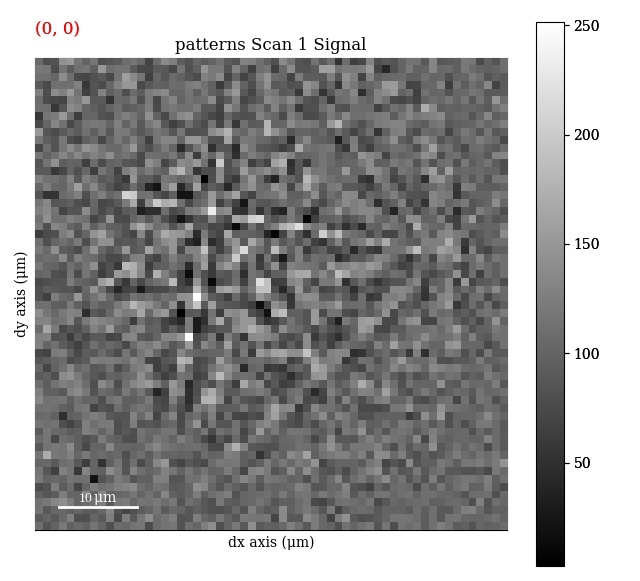 (0, 0)
patterns Scan 1 Signal
250
200
150
100
50
dy axis (µm)
10 µm
dx axis (µm)